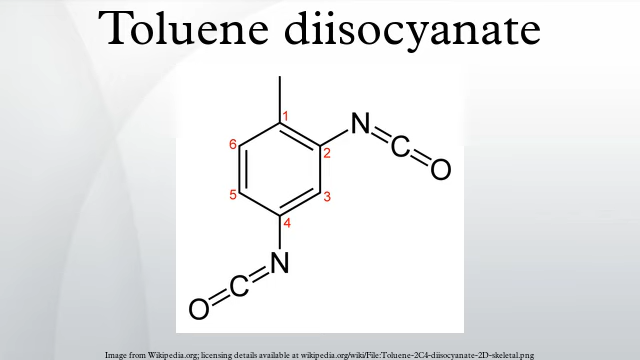 Toluene diisocyanate
1
N
6
C
2
O
5
3
4
N
C
O
Image from Wikipedia.org; licensing details available at wikipedia.org/wiki/File:Toluene-2C4-diisocyanate-2D-skeletal.png